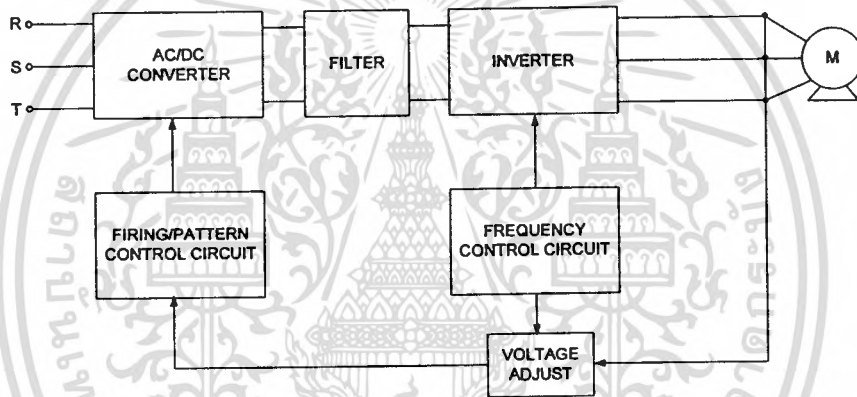 R
S
T
AC/DC
CONVERTER
FILTER
INVERTER
M
FIRING/PATTERN
CONTROL CIRCUIT
FREQUENCY
CONTROL CIRCUIT
VOLTAGE
ADJUST